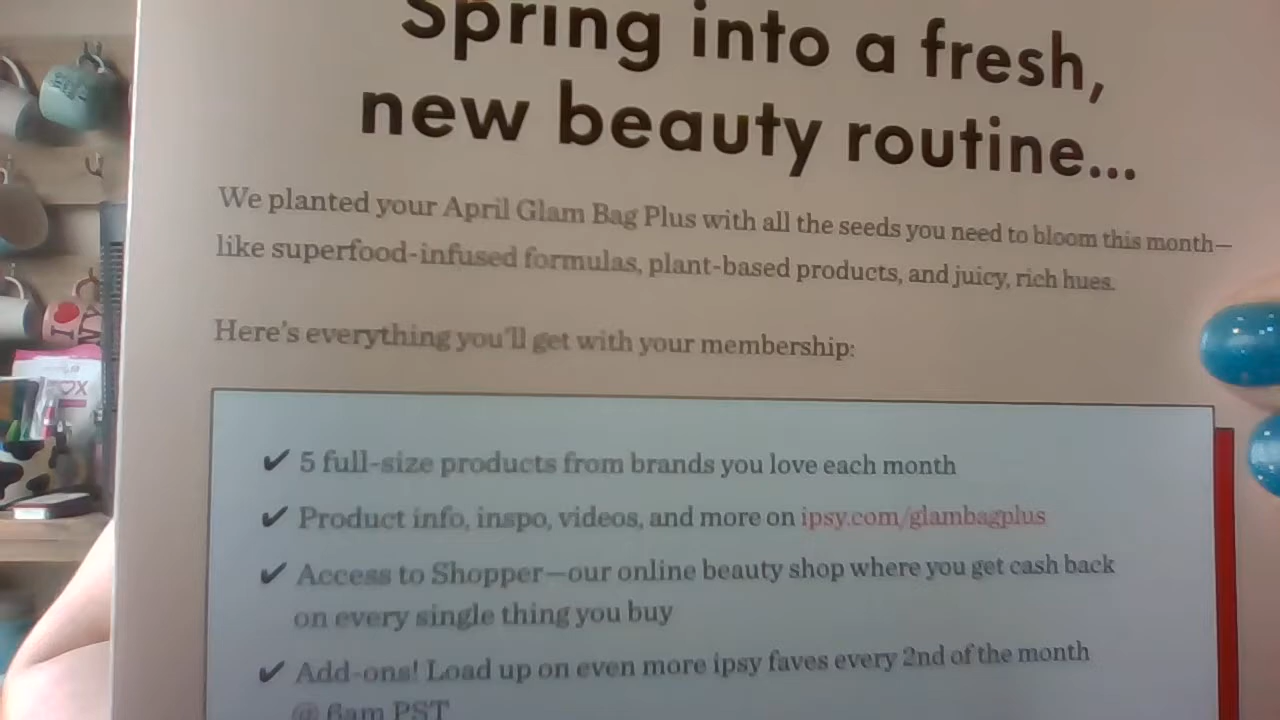 Spring into a fresh,
new beauty routine...
We planted your April Glam Bag Plus with all the seeds you need to bloom this month—
like superfood-infused formulas, plant-based products, and juicy, rich hues.
Here's everything you'll get with your membership:
✔ 5 full-size products from brands you love each month
✔ Product info, inspo, videos, and more on ipsy.com/glambagplus
✔ Access to Shopper—our online beauty shop where you get cash back
on every single thing you buy
✔ Add-ons! Load up on even more ipsy faves every 2nd of the month
@ 6am PST
I ❤ NY